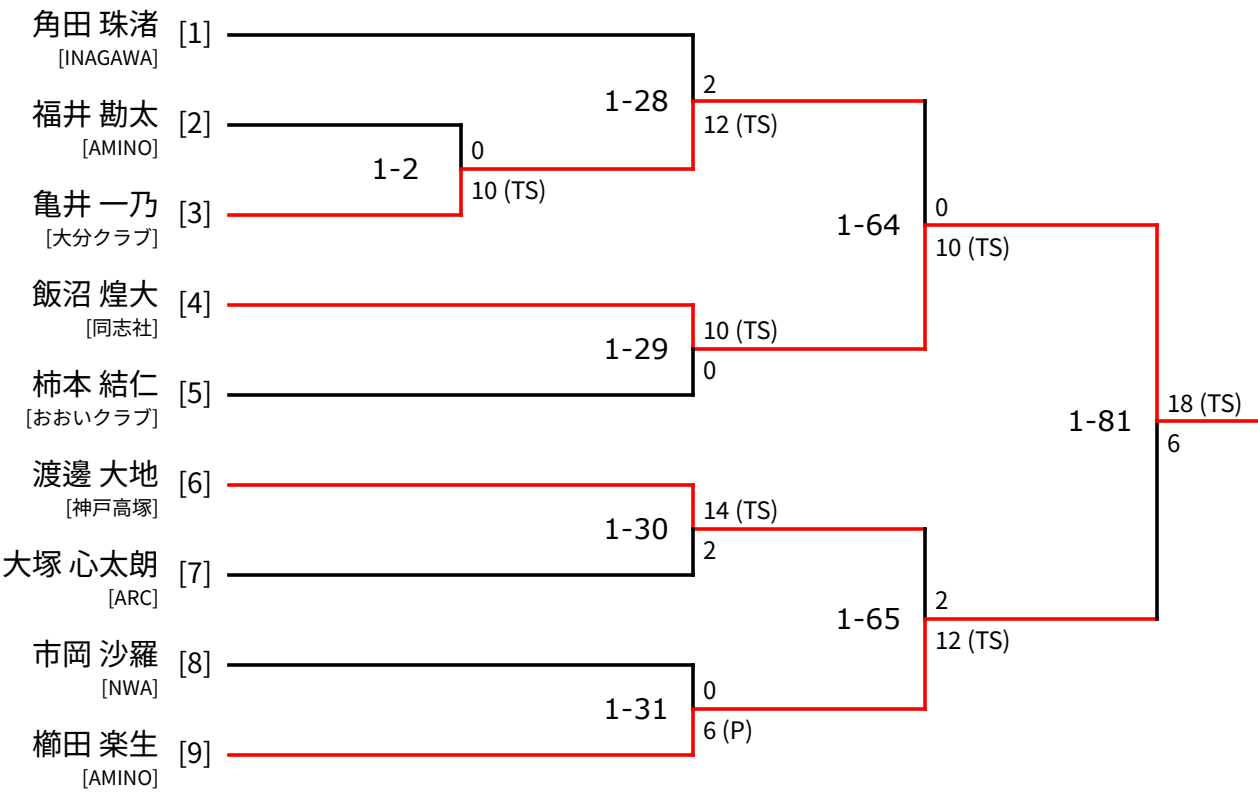 角田 珠渚 [1]
[INAGAWA]
福井 勘太 [2]
[AMINO]
亀井 一乃 [3]
[大分クラブ]
飯沼 煌大 [4]
[同志社]
柿本 結仁 [5]
[おおいクラブ]
渡邊 大地 [6]
[神戸高塚]
大塚 心太朗 [7]
[ARC]
市岡 沙羅 [8]
[NWA]
櫛田 楽生 [9]
[AMINO]
1-2
0
10 (TS)
1-28
2
12 (TS)
1-29
10 (TS)
0
1-30
14 (TS)
2
1-31
0
6 (P)
1-64
0
10 (TS)
1-65
2
12 (TS)
1-81
18 (TS)
6